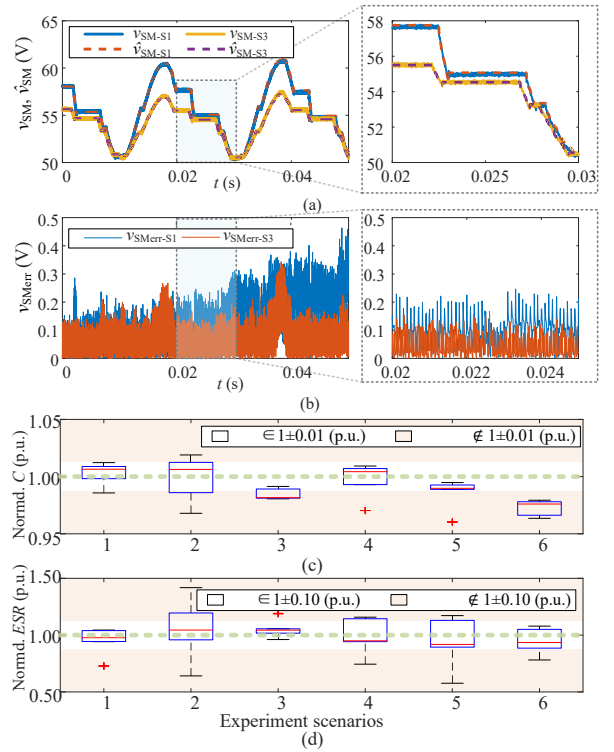 (a)
v_SM, v̂_SM (V)
v_SM-S1 v_SM-S3
v̂_SM-S1 v̂_SM-S3
65
60
55
50
0 0.02 0.04
t (s)
58
56
54
52
50
0.02 0.023 0.027 0.03
(a)
v_SMerr (V)
v_SMerr-S1 v_SMerr-S3
0.5
0.4
0.3
0.2
0.1
0
0 0.02 0.04
t (s)
0.5
0.4
0.3
0.2
0.1
0
0.02 0.022 0.024
(b)
Normd. C (p.u.)
1.05
1.00
0.95
∈ 1±0.01 (p.u.) ∉ 1±0.01 (p.u.)
1 2 3 4 5 6
(c)
Normd. ESR (p.u.)
1.50
1.00
0.50
∈ 1±0.10 (p.u.) ∉ 1±0.10 (p.u.)
1 2 3 4 5 6
Experiment scenarios
(d)